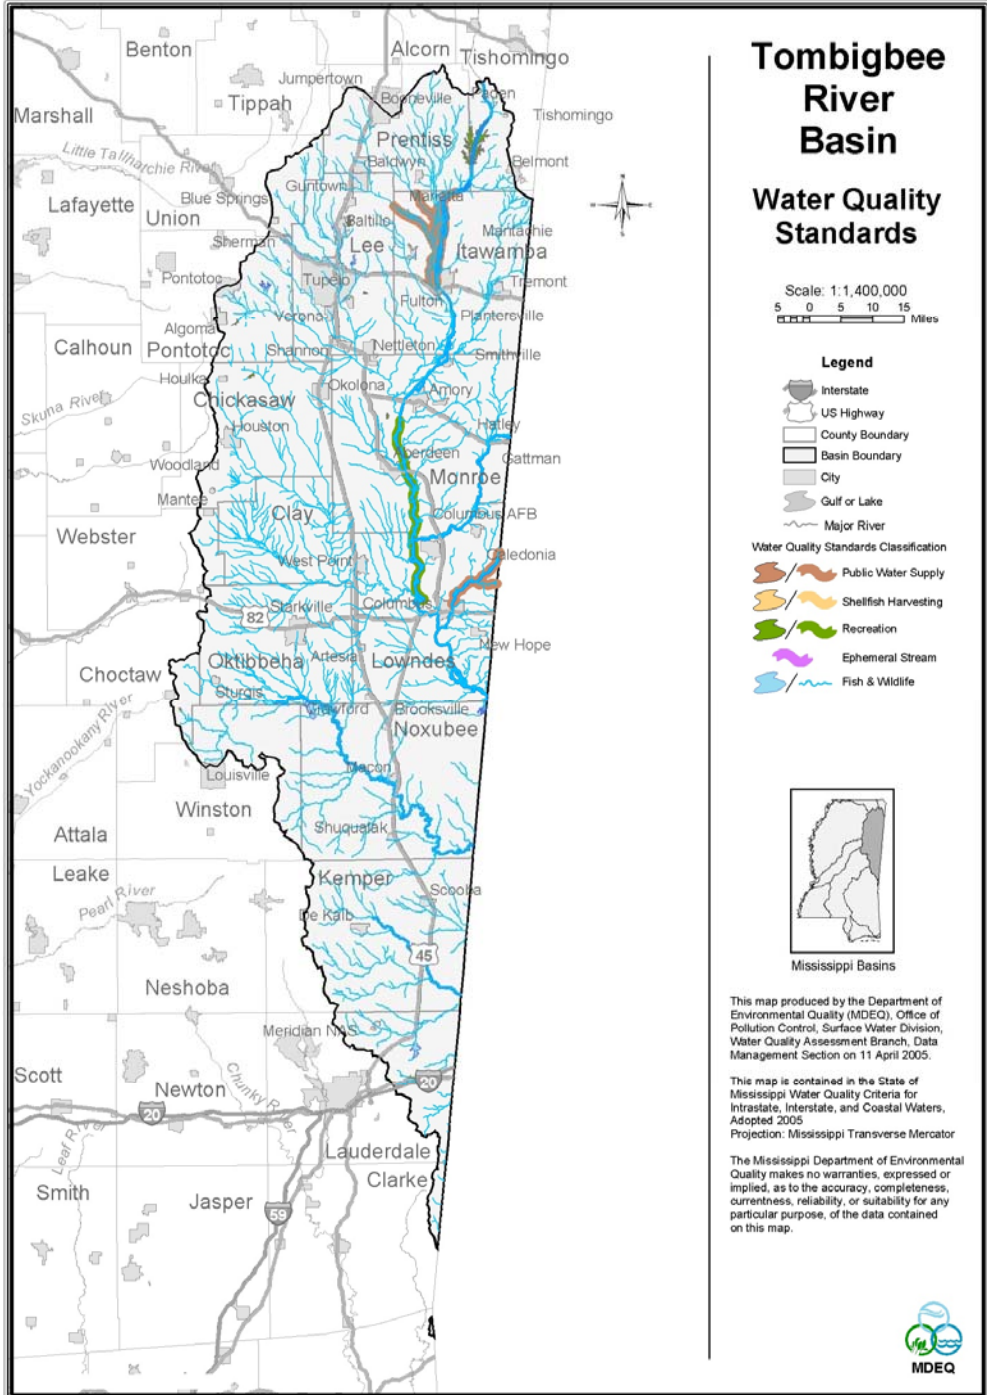 Tombigbee
River
Basin
Water Quality
Standards
Scale: 1:1,400,000
5 0 5 10 15
Miles
Legend
Interstate
US Highway
County Boundary
Basin Boundary
City
Gulf or Lake
Major River
Water Quality Standards Classification
Public Water Supply
Shellfish Harvesting
Recreation
Ephemeral Stream
Fish & Wildlife
Mississippi Basins
This map produced by the Department of
Environmental Quality (MDEQ), Office of
Pollution Control, Surface Water Division,
Water Quality Assessment Branch, Data
Management Section on 11 April 2005.
This map is contained in the State of
Mississippi Water Quality Criteria for
Intrastate, Interstate, and Coastal Waters,
Adopted 2005
Projection: Mississippi Transverse Mercator
The Mississippi Department of Environmental
Quality makes no warranties, expressed or
implied, as to the accuracy, completeness,
currentness, reliability, or suitability for any
particular purpose, of the data contained
on this map.
MDEQ
Benton
Alcorn
Tishomingo
Jumpertown
Booneville
Paden
Tippah
Marshall
Tishomingo
Prentiss
Little Tallharchie River
Baldwyn
Belmont
Guntown
Marietta
Blue Springs
Lafayette
Union
Saltillo
Mantachie
Sherman
Lee
Itawamba
Pontotoc
Tupelo
Tremont
Fulton
Verona
Plantersville
Algoma
Calhoun
Pontotoc
Shannon
Nettleton
Smithville
Houlka
Okolona
Amory
Skuna River
Chickasaw
Houston
Hatley
Aberdeen
Gattman
Woodland
Monroe
Mantee
Clay
Columbus AFB
Webster
West Point
Caledonia
Starkville
Columbus
82
New Hope
Oktibbeha
Artesia
Lowndes
Choctaw
Sturgis
Crawford
Brooksville
Yockanookany River
Noxubee
Macon
Louisville
Winston
Shuqualak
Attala
Leake
Kemper
Scooba
Pearl River
De Kalb
45
Neshoba
Meridian NAS
Scott
Newton
Chunky River
20
20
Leaf River
Lauderdale
Clarke
Smith
Jasper
59